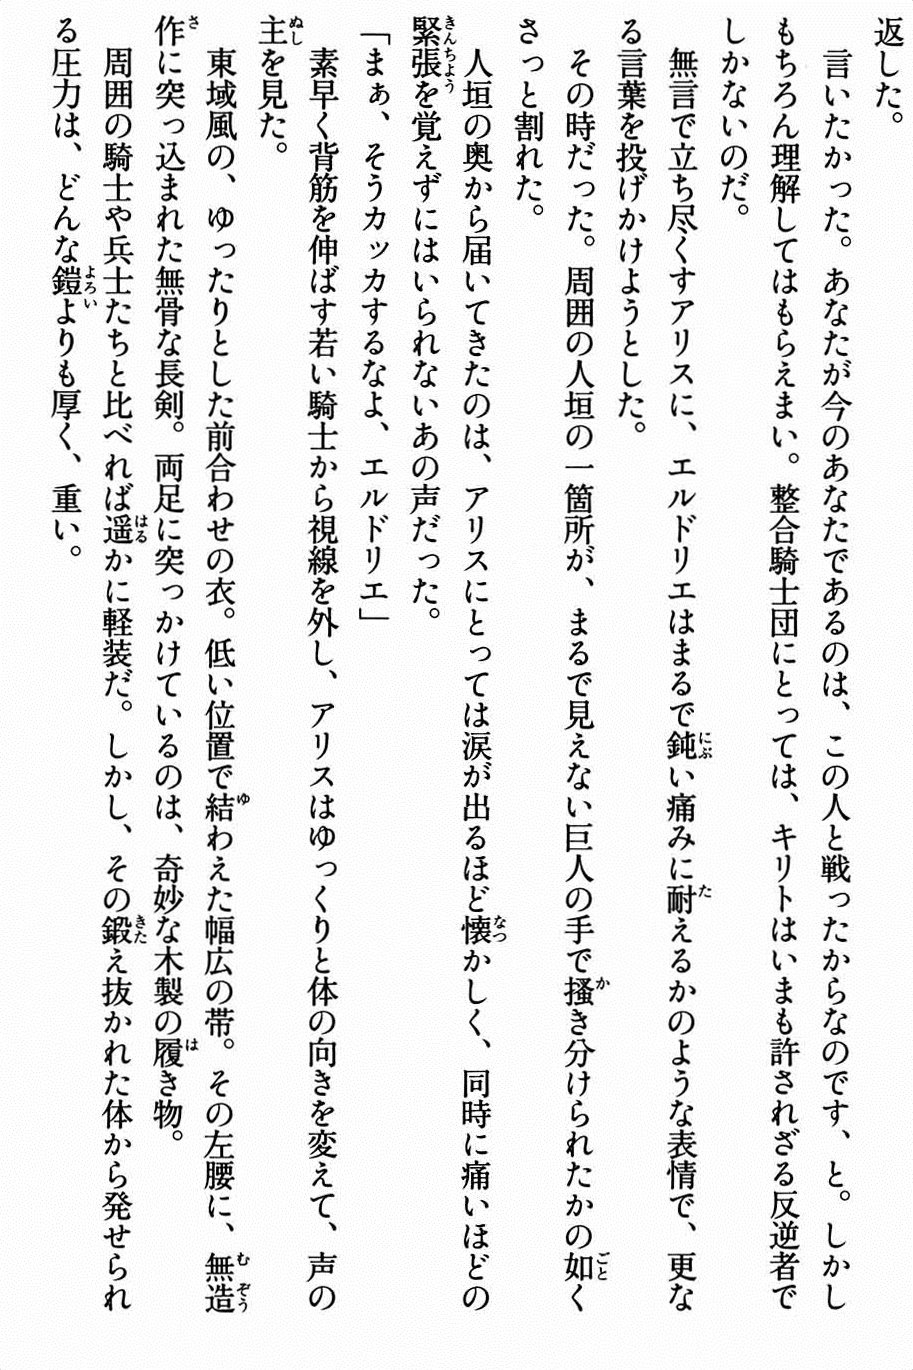 返した。
　言いたかった。あなたが今のあなたであるのは、この人と戦ったからなのです、と。しかし
もちろん理解してはもらえまい。整合騎士団にとっては、キリトはいまも許されざる反逆者で
しかないのだ。
　無言で立ち尽くすアリスに、エルドリエはまるで鈍い痛みに耐えるかのような表情で、更な
る言葉を投げかけようとした。
　その時だった。周囲の人垣の一箇所が、まるで見えない巨人の手で掻き分けられたかの如く
さっと割れた。
　人垣の奥から届いてきたのは、アリスにとっては涙が出るほど懐かしく、同時に痛いほどの
緊張を覚えずにはいられないあの声だった。
「まぁ、そうカッカするなよ、エルドリエ」
　素早く背筋を伸ばす若い騎士から視線を外し、アリスはゆっくりと体の向きを変えて、声の
主を見た。
　東域風の、ゆったりとした前合わせの衣。低い位置で結わえた幅広の帯。その左腰に、無造
作に突っ込まれた無骨な長剣。両足に突っかけているのは、奇妙な木製の履き物。
　周囲の騎士や兵士たちと比べれば遥かに軽装だ。しかし、その鍛え抜かれた体から発せられ
る圧力は、どんな鎧よりも厚く、重い。